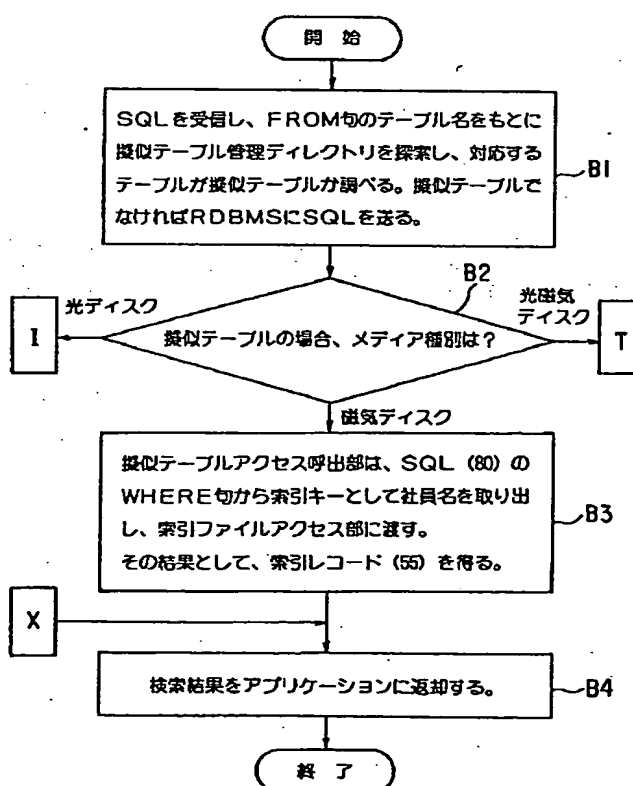 開始
SQLを受信し、FROM句のテーブル名をもとに
擬似テーブル管理ディレクトリを探索し、対応する
テーブルが擬似テーブルか調べる。擬似テーブルで
なければRDBMSにSQLを送る。
B1
B2
光ディスク
光磁気
ディスク
I
擬似テーブルの場合、メディア種別は?
T
磁気ディスク
擬似テーブルアクセス呼出部は、SQL(80)の
WHERE句から索引キーとして社員名を取り出
し、索引ファイルアクセス部に渡す。
その結果として、索引レコード(55)を得る。
B3
X
検索結果をアプリケーションに返却する。
B4
終了